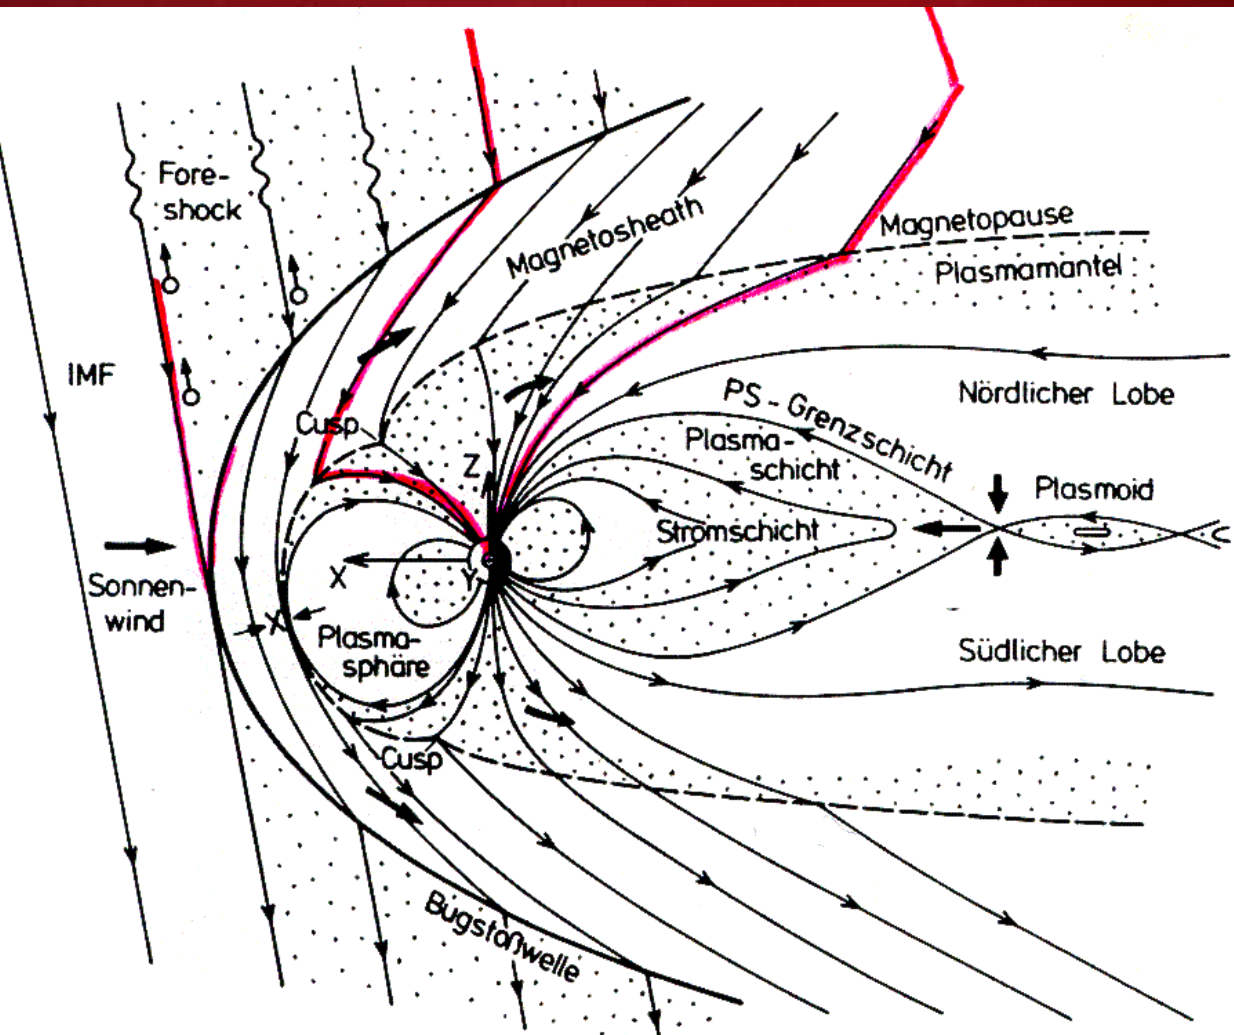 Fore-
shock
Magnetosheath
Magnetopause
Plasmamantel
IMF
Nördlicher Lobe
PS-Grenzschicht
Cusp
Plasma-
schicht
Z
Plasmoid
Stromschicht
X
Y
Sonnen-
wind
X
Plasma-
sphäre
Südlicher Lobe
Cusp
Bugstoßwelle